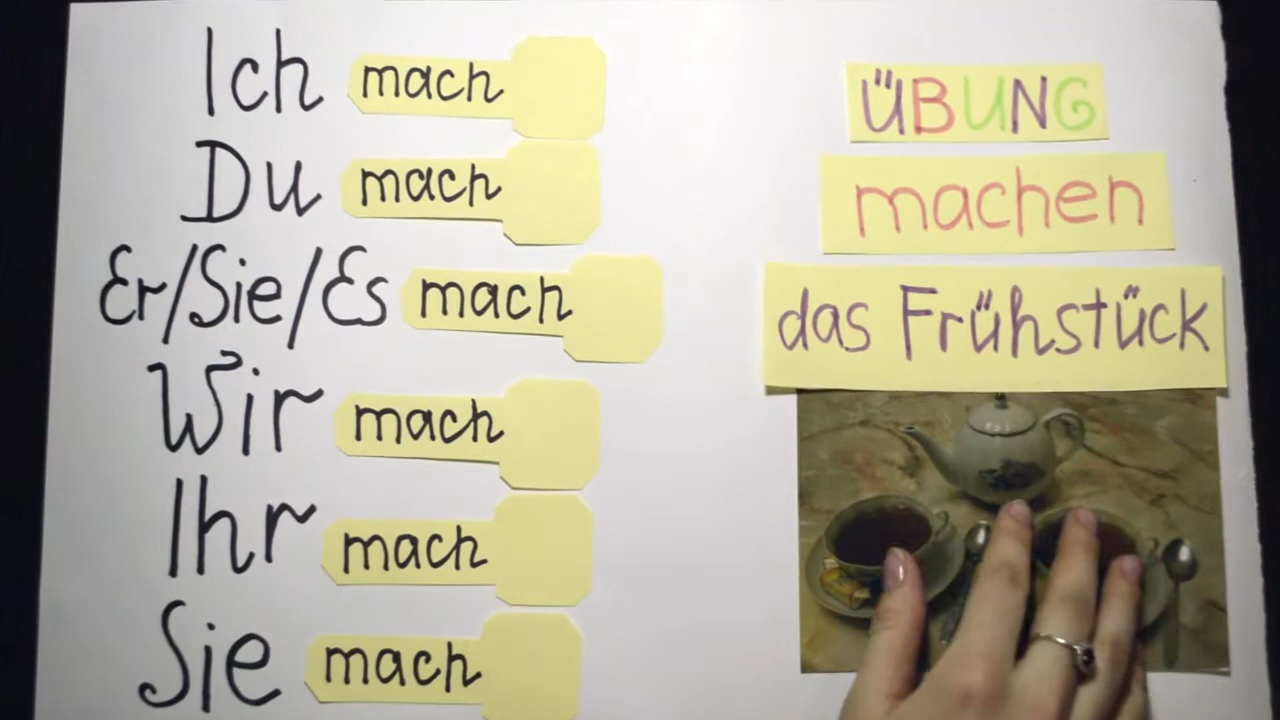 Ich mach
Du mach
Er/Sie/Es mach
Wir mach
Ihr mach
Sie mach
ÜBUNG
machen
das Frühstück